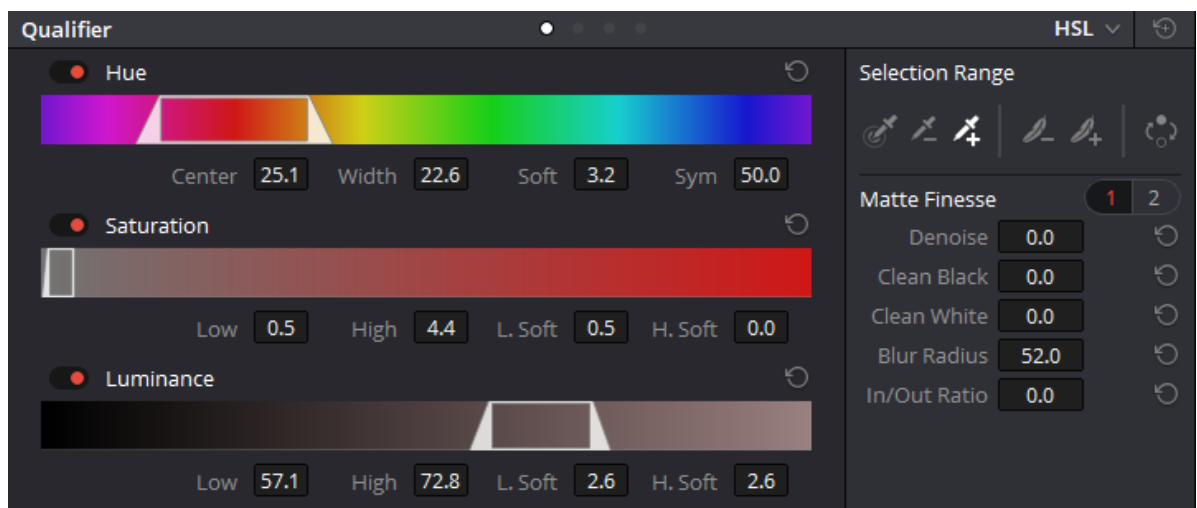 Qualifier HSL
Hue
Center 25.1 Width 22.6 Soft 3.2 Sym 50.0
Saturation
Low 0.5 High 4.4 L. Soft 0.5 H. Soft 0.0
Luminance
Low 57.1 High 72.8 L. Soft 2.6 H. Soft 2.6
Selection Range
Matte Finesse 1 2
Denoise 0.0
Clean Black 0.0
Clean White 0.0
Blur Radius 52.0
In/Out Ratio 0.0